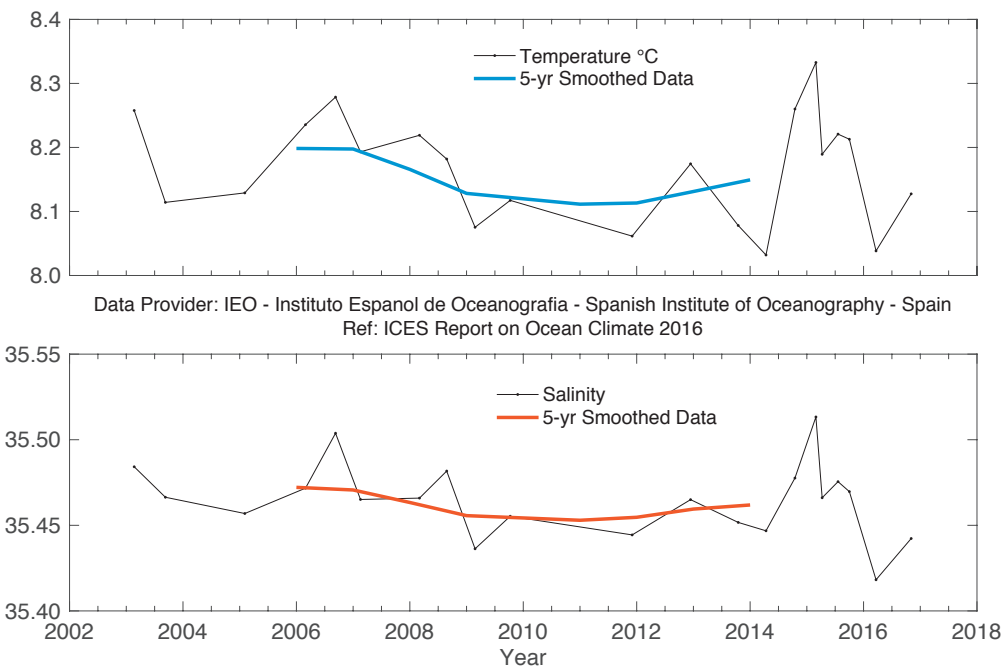 8.4
8.3
8.2
8.1
8.0
Temperature °C
5-yr Smoothed Data
Data Provider: IEO - Instituto Espanol de Oceanografia - Spanish Institute of Oceanography - Spain
Ref: ICES Report on Ocean Climate 2016
35.55
35.50
35.45
35.40
Salinity
5-yr Smoothed Data
2002 2004 2006 2008 2010 2012 2014 2016 2018
Year